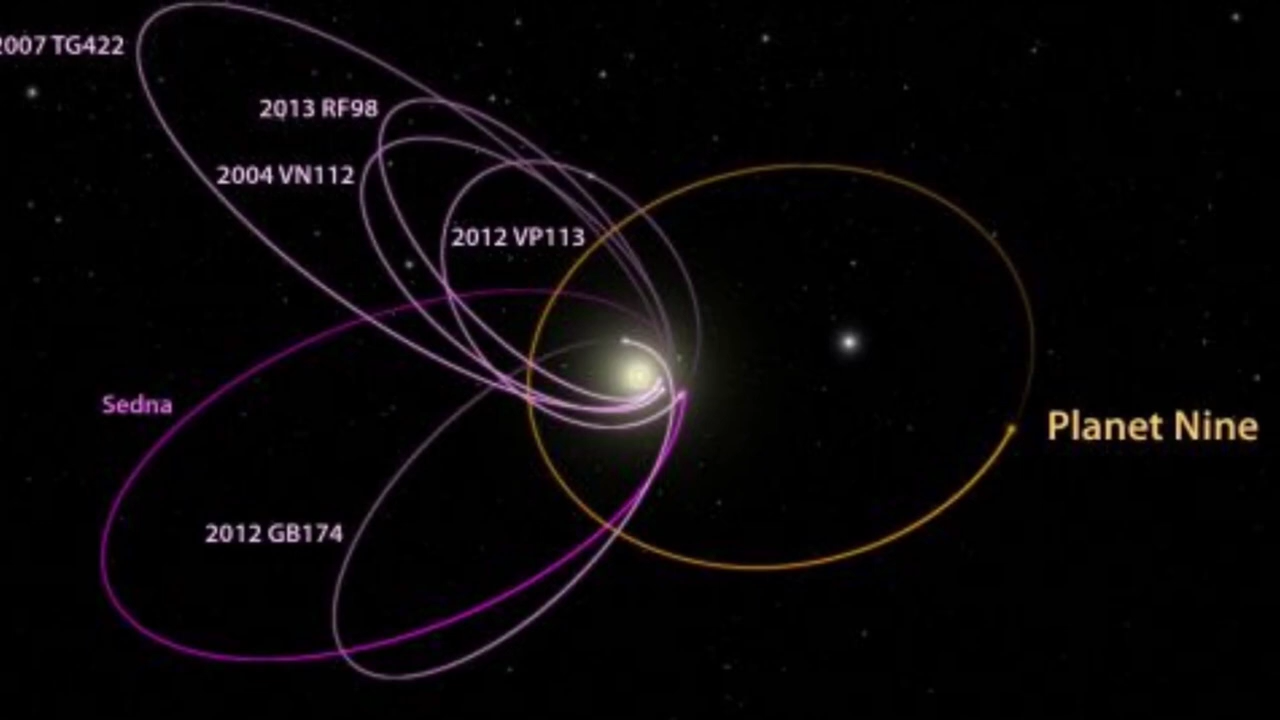 2007 TG422
2013 RF98
2004 VN112
2012 VP113
Sedna
Planet Nine
2012 GB174